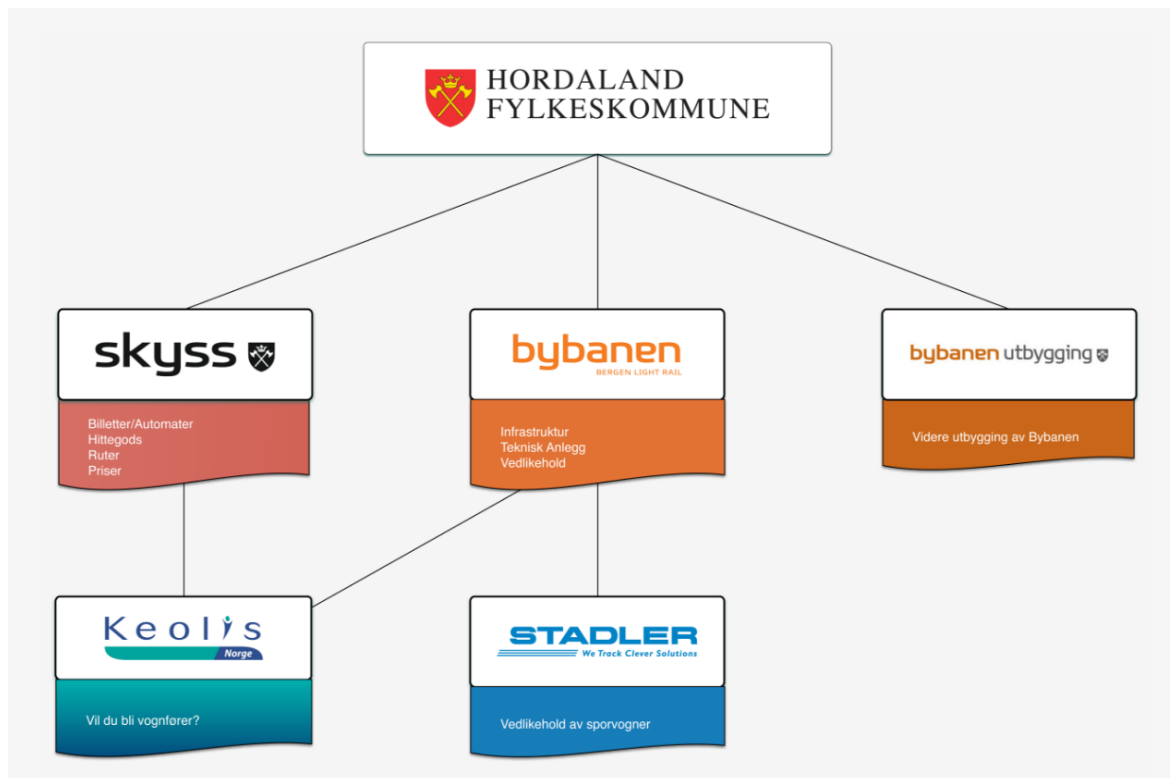 HORDALAND
FYLKESKOMMUNE
skyss
bybanen
BERGEN LIGHT RAIL
bybanen utbygging
Billetter/Automater
Hittegods
Ruter
Priser
Infrastruktur
Teknisk Anlegg
Vedlikehold
Videre utbygging av Bybanen
Keolis
Norge
STADLER
We Track Clever Solutions
Vil du bli vognfører?
Vedlikehold av sporvogner